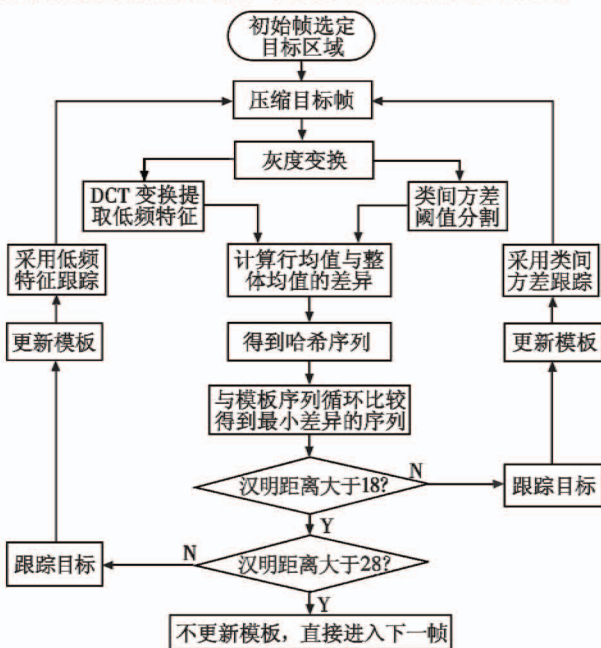 初始帧选定
目标区域
压缩目标帧
灰度变换
DCT 变换提
取低频特征
类间方差
阈值分割
采用低频
特征跟踪
计算行均值与整
体均值的差异
采用类间
方差跟踪
更新模板
得到哈希序列
更新模板
与模板序列循环比较
得到最小差异的序列
汉明距离大于18?
N
跟踪目标
Y
跟踪目标
N
汉明距离大于28?
Y
不更新模板，直接进入下一帧